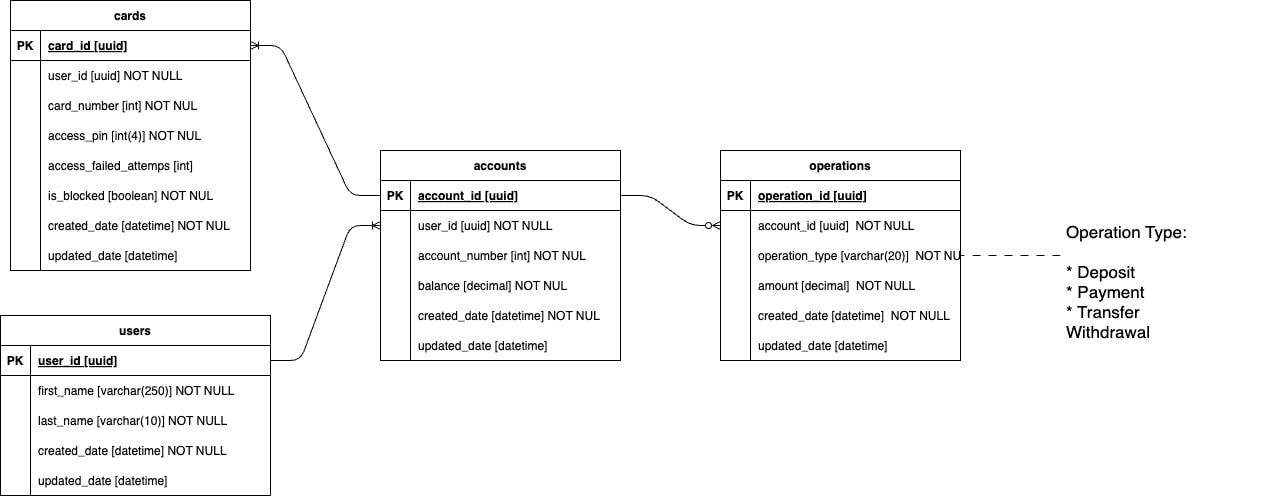 cards
PK card_id [uuid]
user_id [uuid] NOT NULL
card_number [int] NOT NUL
access_pin [int(4)] NOT NUL
access_failed_attemps [int]
is_blocked [boolean] NOT NUL
created_date [datetime] NOT NUL
updated_date [datetime]
users
PK user_id [uuid]
first_name [varchar(250)] NOT NULL
last_name [varchar(10)] NOT NULL
created_date [datetime] NOT NULL
updated_date [datetime]
accounts
PK account_id [uuid]
user_id [uuid] NOT NULL
account_number [int] NOT NUL
balance [decimal] NOT NUL
created_date [datetime] NOT NUL
updated_date [datetime]
operations
PK operation_id [uuid]
account_id [uuid] NOT NULL
operation_type [varchar(20)] NOT NU
amount [decimal] NOT NULL
created_date [datetime] NOT NULL
updated_date [datetime]
Operation Type:
* Deposit
* Payment
* Transfer
Withdrawal